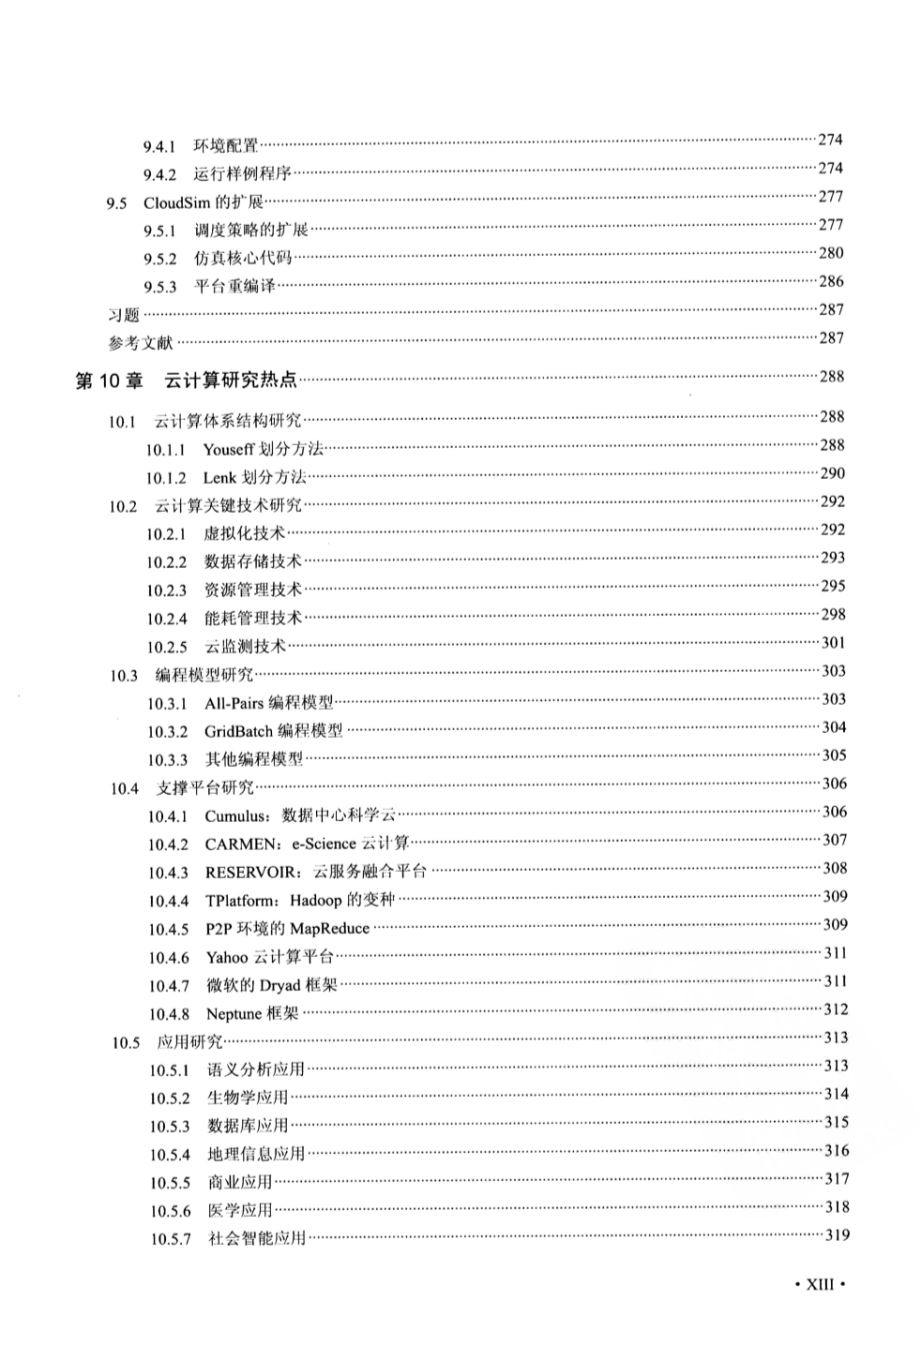 9.4.1 环境配置……274
9.4.2 运行样例程序……274
9.5 CloudSim 的扩展……277
9.5.1 调度策略的扩展……277
9.5.2 仿真核心代码……280
9.5.3 平台重编译……286
习题……287
参考文献……287
第 10 章 云计算研究热点……288
10.1 云计算体系结构研究……288
10.1.1 Youseff 划分方法……288
10.1.2 Lenk 划分方法……290
10.2 云计算关键技术研究……292
10.2.1 虚拟化技术……292
10.2.2 数据存储技术……293
10.2.3 资源管理技术……295
10.2.4 能耗管理技术……298
10.2.5 云监测技术……301
10.3 编程模型研究……303
10.3.1 All-Pairs 编程模型……303
10.3.2 GridBatch 编程模型……304
10.3.3 其他编程模型……305
10.4 支撑平台研究……306
10.4.1 Cumulus：数据中心科学云……306
10.4.2 CARMEN：e-Science 云计算……307
10.4.3 RESERVOIR：云服务融合平台……308
10.4.4 TPlatform：Hadoop 的变种……309
10.4.5 P2P 环境的 MapReduce……309
10.4.6 Yahoo 云计算平台……311
10.4.7 微软的 Dryad 框架……311
10.4.8 Neptune 框架……312
10.5 应用研究……313
10.5.1 语义分析应用……313
10.5.2 生物学应用……314
10.5.3 数据库应用……315
10.5.4 地理信息应用……316
10.5.5 商业应用……317
10.5.6 医学应用……318
10.5.7 社会智能应用……319
· XIII ·